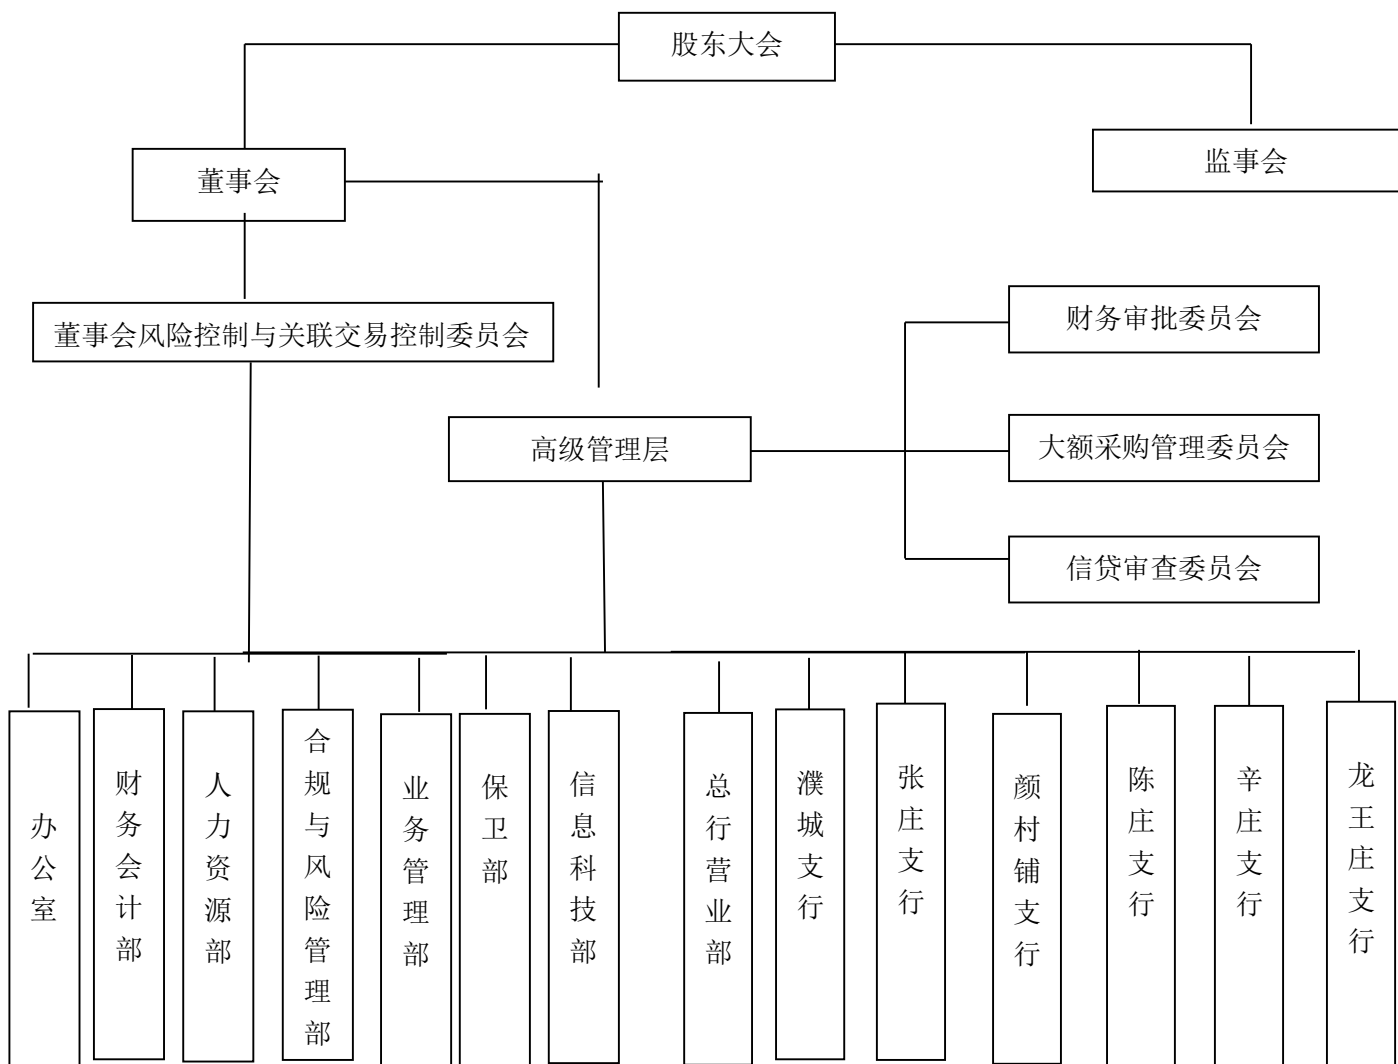 股东大会
监事会
董事会
财务审批委员会
董事会风险控制与关联交易控制委员会
高级管理层
大额采购管理委员会
信贷审查委员会
办公室
财务会计部
人力资源部
合规与风险管理部
业务管理部
保卫部
信息科技部
总行营业部
濮城支行
张庄支行
颜村铺支行
陈庄支行
辛庄支行
龙王庄支行